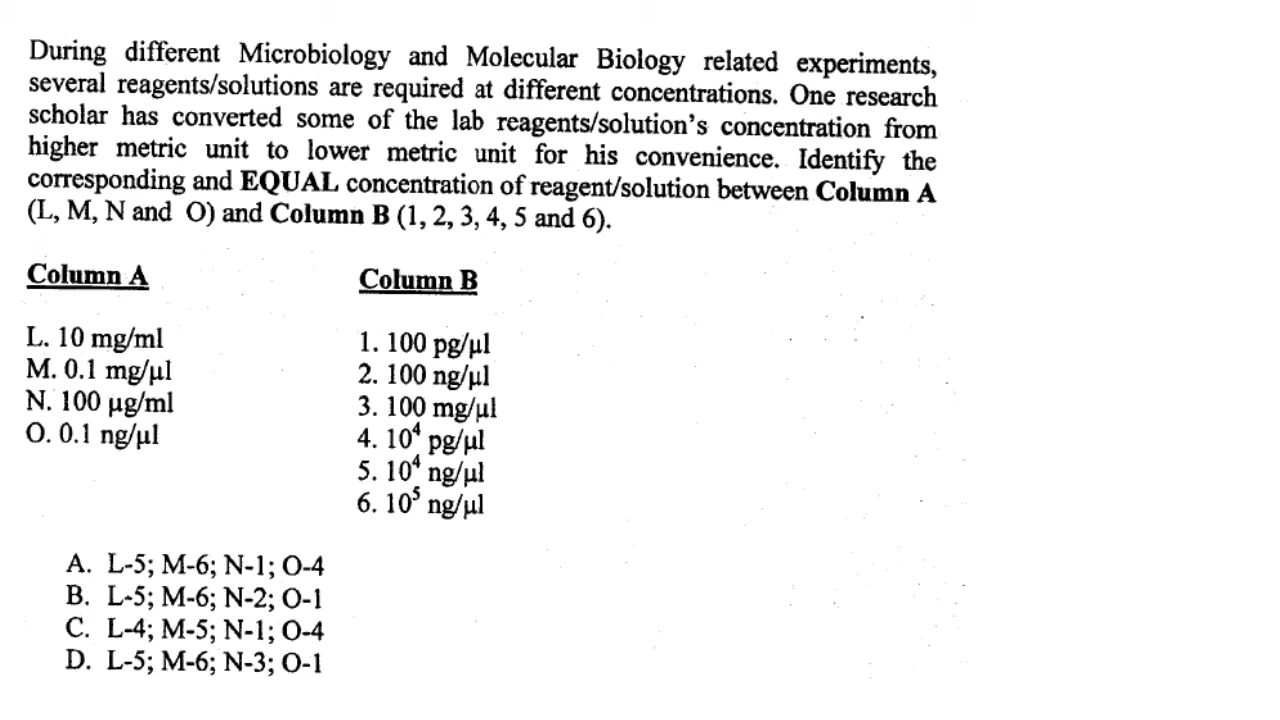 During different Microbiology and Molecular Biology related experiments,
several reagents/solutions are required at different concentrations. One research
scholar has converted some of the lab reagents/solution's concentration from
higher metric unit to lower metric unit for his convenience. Identify the
corresponding and EQUAL concentration of reagent/solution between Column A
(L, M, N and O) and Column B (1, 2, 3, 4, 5 and 6).
Column A
L. 10 mg/ml
M. 0.1 mg/µl
N. 100 µg/ml
O. 0.1 ng/µl
Column B
1. 100 pg/µl
2. 100 ng/µl
3. 100 mg/µl
4. 10⁴ pg/µl
5. 10⁴ ng/µl
6. 10⁵ ng/µl
A. L-5; M-6; N-1; O-4
B. L-5; M-6; N-2; O-1
C. L-4; M-5; N-1; O-4
D. L-5; M-6; N-3; O-1